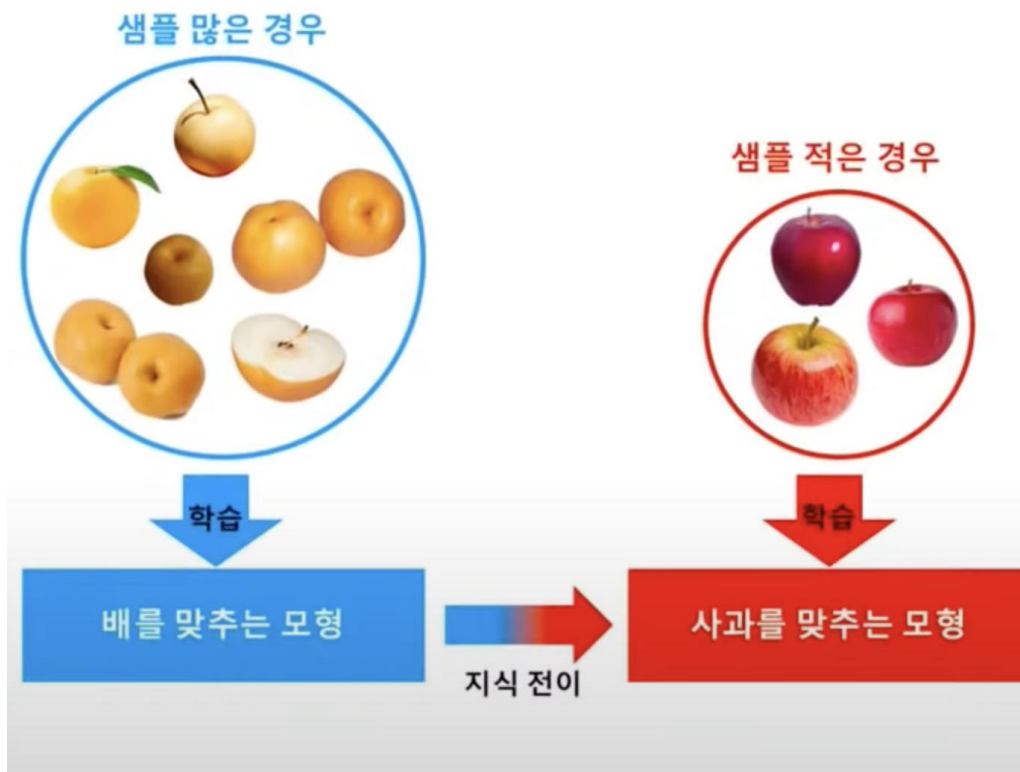 샘플 많은 경우
샘플 적은 경우
학습
학습
배를 맞추는 모형
사과를 맞추는 모형
지식 전이